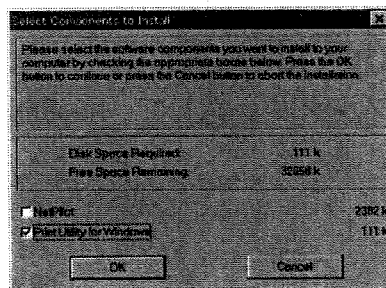 Select Components to Install
Please select the software components you want to install to your
computer by checking the appropriate boxes below. Press the OK
button to continue or press the Cancel button to abort the installation.
Disk Space Required: 111 k
Free Space Remaining: k
NetPilot 2382 k
Print Utility for Windows 111 k
OK Cancel